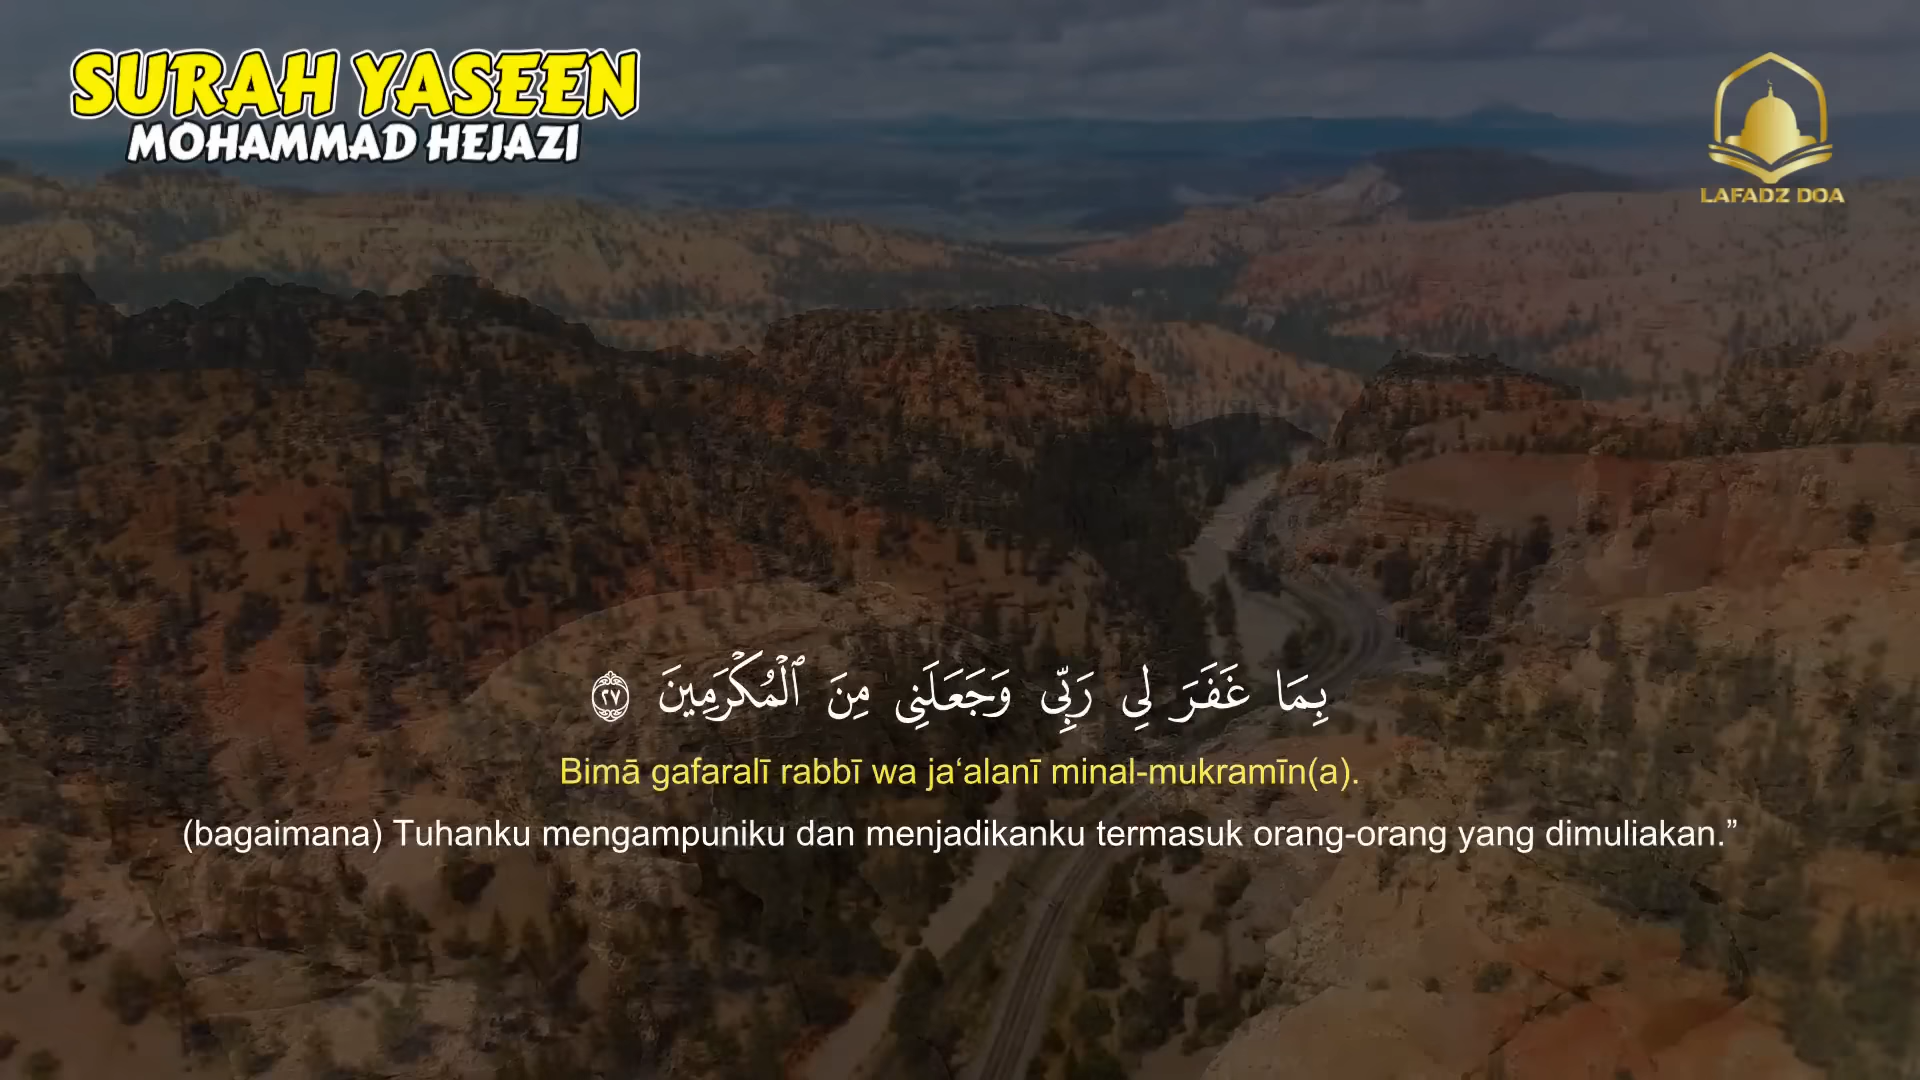 SURAH YASEEN
MOHAMMAD HEJAZI
LAFADZ DOA
بِمَا غَفَرَ لِي رَبِّى وَجَعَلَنِى مِنَ ٱلْمُكْرَمِينَ ۝٢٧
Bimā gafaralī rabbī wa ja‘alanī minal-mukramīn(a).
(bagaimana) Tuhanku mengampuniku dan menjadikanku termasuk orang-orang yang dimuliakan.”